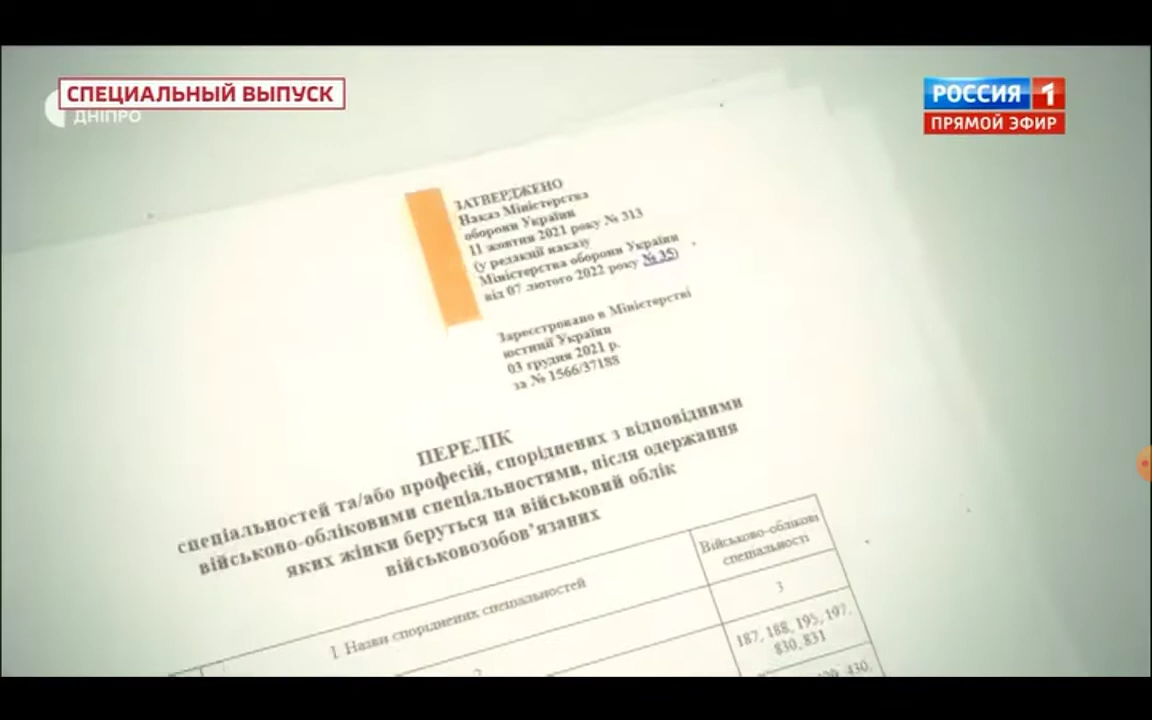 СПЕЦИАЛЬНЫЙ ВЫПУСК
ДНІПРО
РОССИЯ 1
ПРЯМОЙ ЭФИР
ЗАТВЕРДЖЕНО
Наказ Міністерства
оборони України
11 жовтня 2021 року № 313
(у редакції наказу
Міністерства оборони України
від 07 лютого 2022 року № 35)
Зареєстровано в Міністерстві
юстиції України
03 грудня 2021 р.
за № 1566/37188
ПЕРЕЛІК
спеціальностей та/або професій, споріднених з відповідними
військово-обліковими спеціальностями, після одержання
яких жінки беруться на військовий облік
військовозобов’язаних
І. Назви споріднених спеціальностей
Військово-облікові
спеціальності
2
3
187, 188, 195, 197,
830, 831
430,